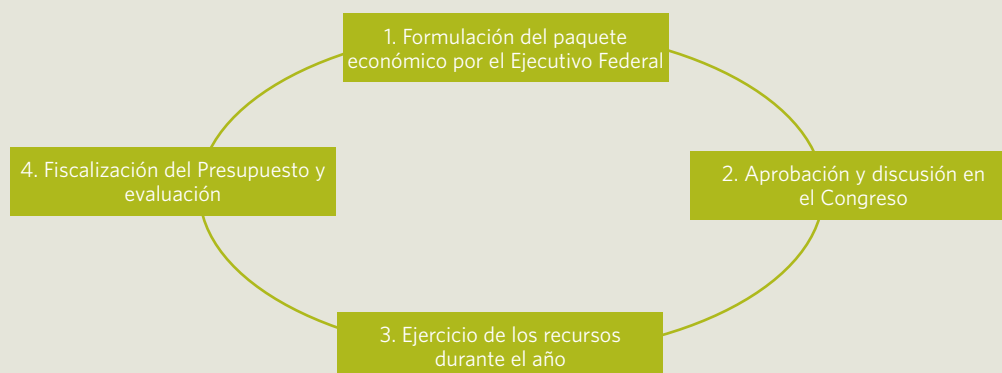 1. Formulación del paquete
económico por el Ejecutivo Federal
2. Aprobación y discusión en
el Congreso
3. Ejercicio de los recursos
durante el año
4. Fiscalización del Presupuesto y
evaluación